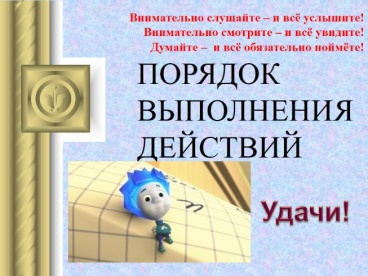 Внимательно слушайте – и всё услышите!
Внимательно смотрите – и всё увидите!
Думайте – и всё обязательно поймёте!
ПОРЯДОК
ВЫПОЛНЕНИЯ
ДЕЙСТВИЙ
Удачи!